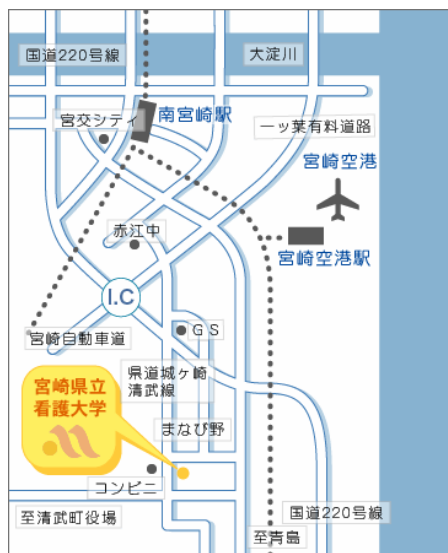 国道220号線
大淀川
宮交シティ
南宮崎駅
一ッ葉有料道路
宮崎空港
赤江中
宮崎空港駅
I.C
宮崎自動車道
GS
県道城ヶ崎
清武線
宮崎県立
看護大学
まなび野
コンビニ
至清武町役場
国道220号線
至青島